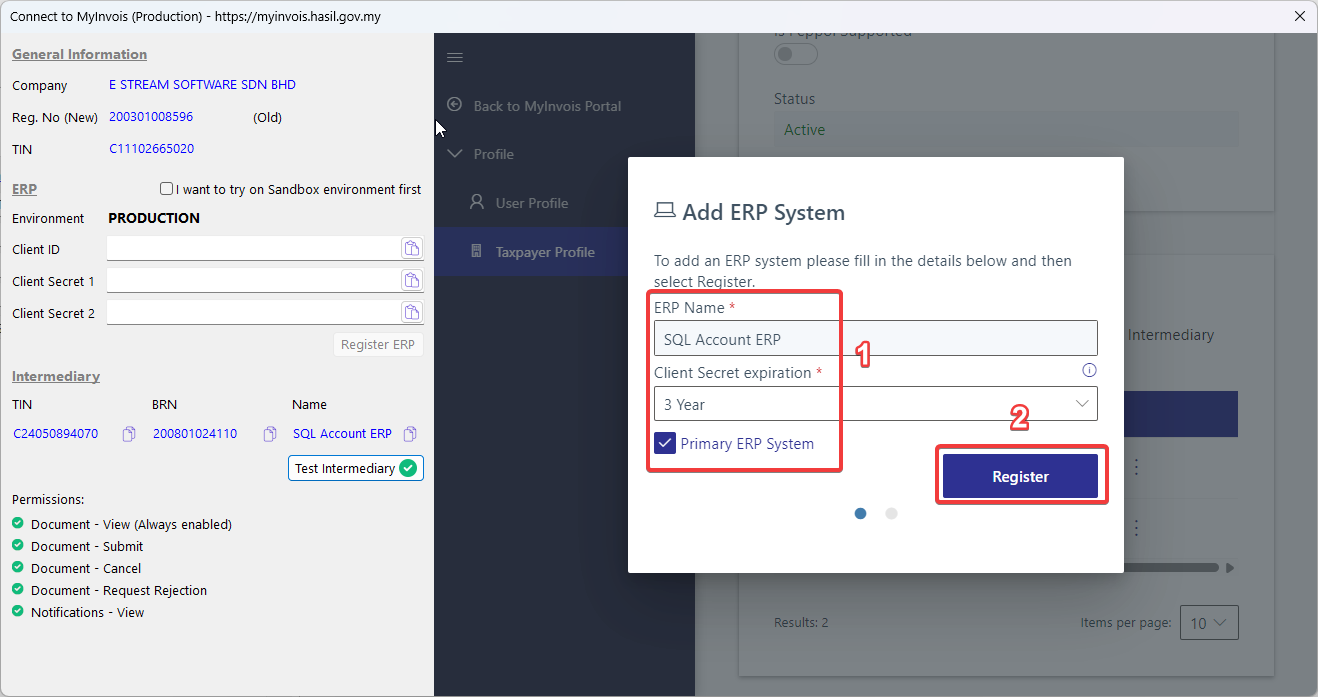 Connect to MyInvois (Production) - https://myinvois.hasil.gov.my
General Information
Company E STREAM SOFTWARE SDN BHD
Reg. No (New) 200301008596 (Old)
TIN C11102665020
ERP I want to try on Sandbox environment first
Environment PRODUCTION
Client ID
Client Secret 1
Client Secret 2
Register ERP
Intermediary
TIN BRN Name
C24050894070 200801024110 SQL Account ERP
Test Intermediary
Permissions:
Document - View (Always enabled)
Document - Submit
Document - Cancel
Document - Request Rejection
Notifications - View
Back to MyInvois Portal
Profile
User Profile
Taxpayer Profile
Is Peppol Supported
Status
Active
Add ERP System
To add an ERP system please fill in the details below and then
select Register.
ERP Name *
SQL Account ERP
1
Client Secret expiration *
3 Year
2
Primary ERP System
Register
Intermediary
Results: 2
Items per page: 10